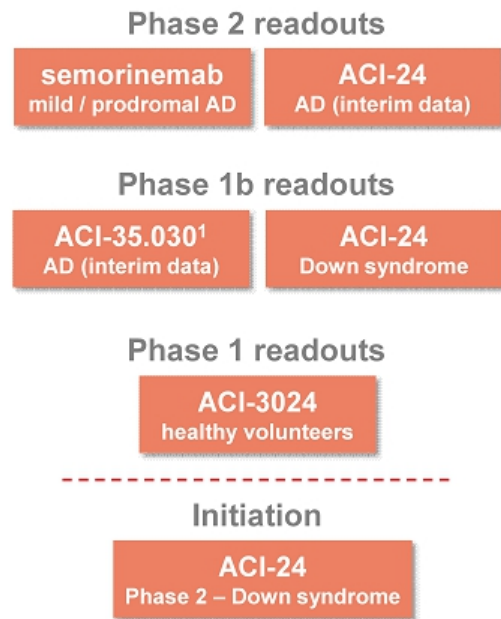 Phase 2 readouts
semorinemab
mild / prodromal AD
ACI-24
AD (interim data)
Phase 1b readouts
ACI-35.030¹
AD (interim data)
ACI-24
Down syndrome
Phase 1 readouts
ACI-3024
healthy volunteers
Initiation
ACI-24
Phase 2 – Down syndrome